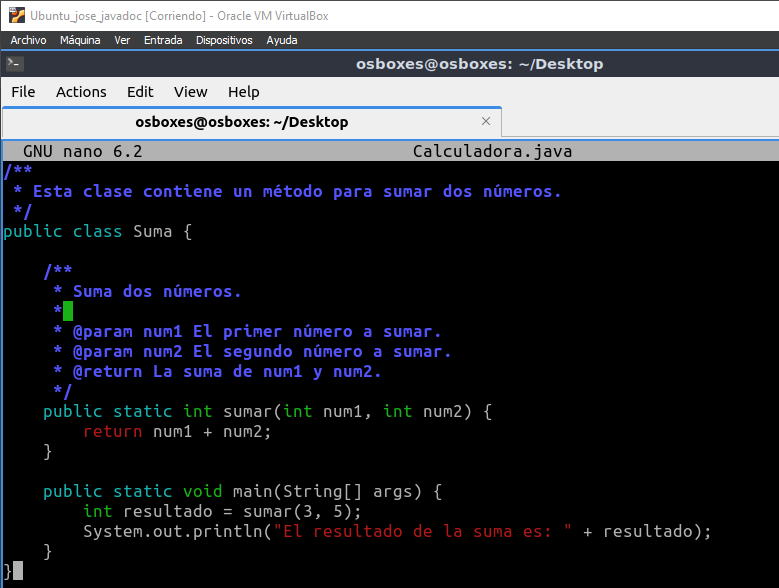 Ubuntu_jose_javadoc [Corriendo] - Oracle VM VirtualBox
Archivo Máquina Ver Entrada Dispositivos Ayuda
osboxes@osboxes: ~/Desktop
File Actions Edit View Help
osboxes@osboxes: ~/Desktop ×
GNU nano 6.2 Calculadora.java
/**
 * Esta clase contiene un método para sumar dos números.
 */
public class Suma {

    /**
     * Suma dos números.
     *
     * @param num1 El primer número a sumar.
     * @param num2 El segundo número a sumar.
     * @return La suma de num1 y num2.
     */
    public static int sumar(int num1, int num2) {
        return num1 + num2;
    }

    public static void main(String[] args) {
        int resultado = sumar(3, 5);
        System.out.println("El resultado de la suma es: " + resultado);
    }
}